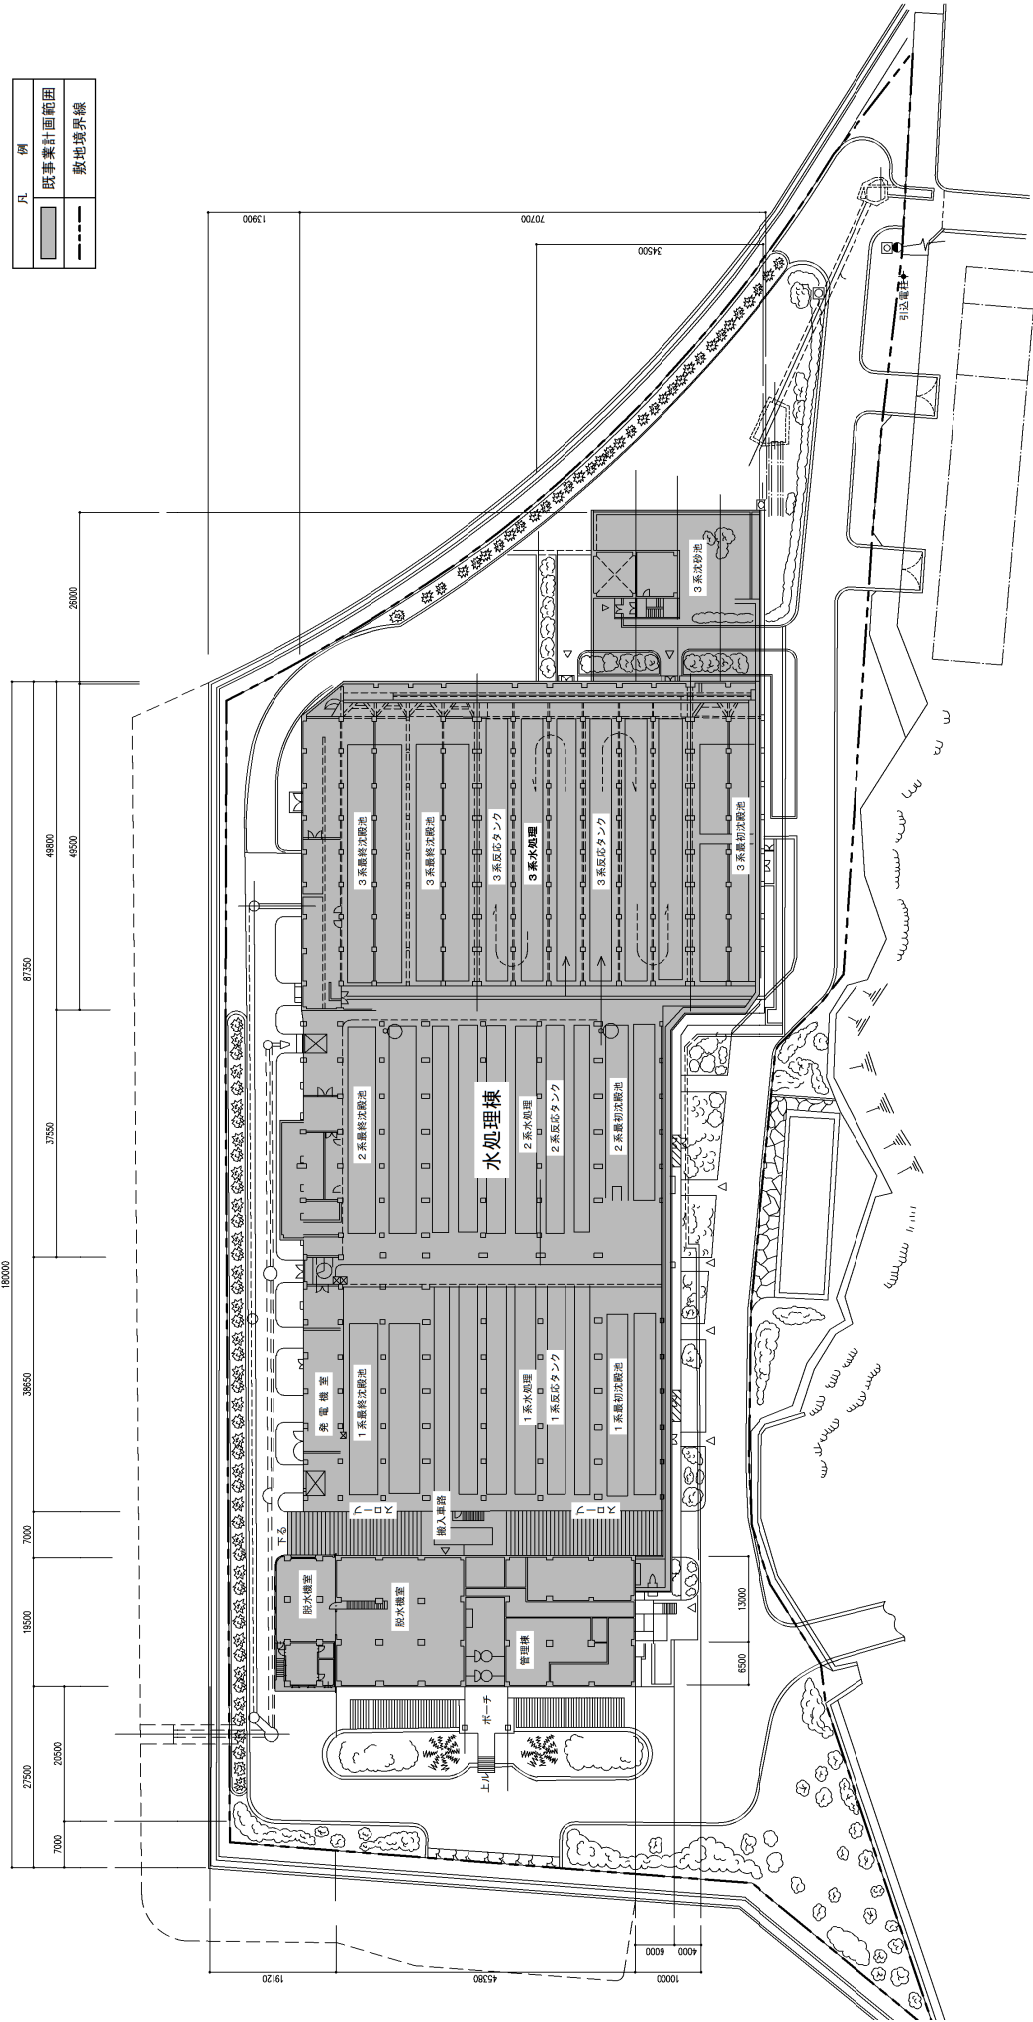 凡 例
既事業計画範囲
敷地境界線
13900
70700
34500
引込電柱
26000
49800
49500
87350
37550
180000
38650
7000
19500
27500
20500
7000
3系沈砂池
3系最終沈殿池
3系最終沈殿池
3系反応タンク
3系水処理
3系反応タンク
3系最初沈殿池
2系最終沈殿池
水処理棟
2系水処理
2系反応タンク
2系最初沈殿池
発電機室
1系最終沈殿池
1系水処理
1系反応タンク
1系最初沈殿池
下る
スロープ
搬入車路
スロープ
脱水機室
脱水機室
管理棟
ポーチ
上ル
13000
6500
19120
45380
6000
4000
10000